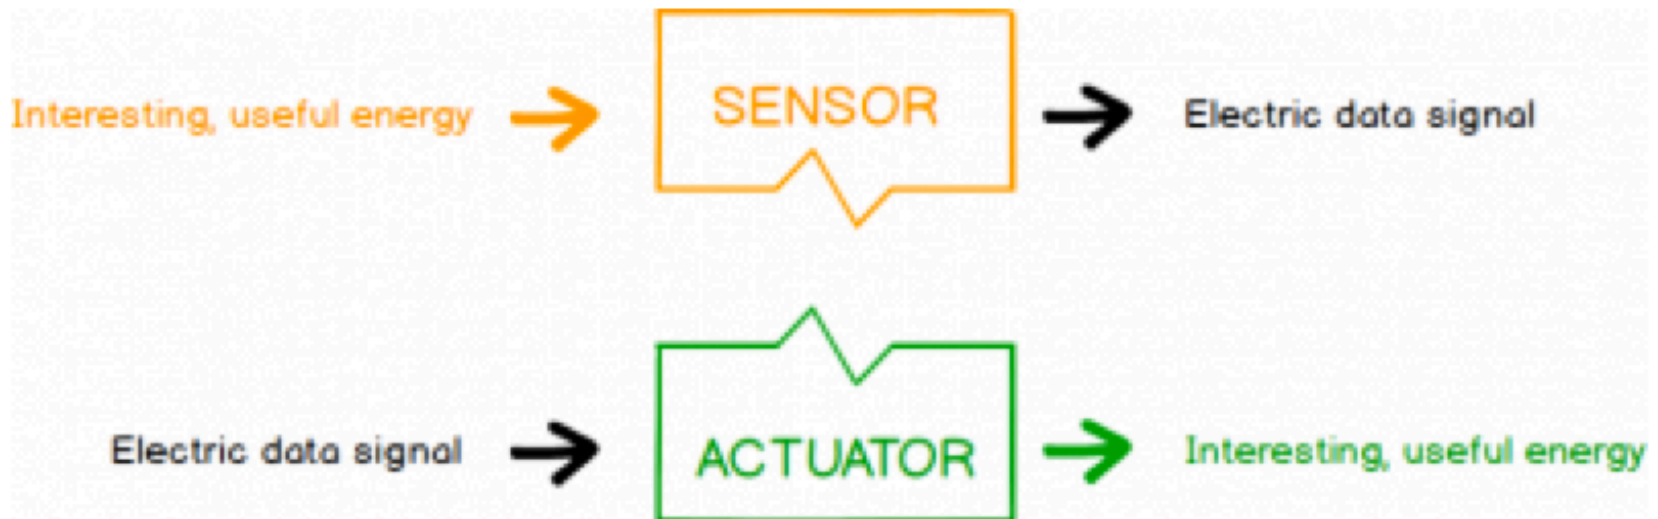 Interesting, useful energy
SENSOR
Electric data signal
Electric data signal
ACTUATOR
Interesting, useful energy